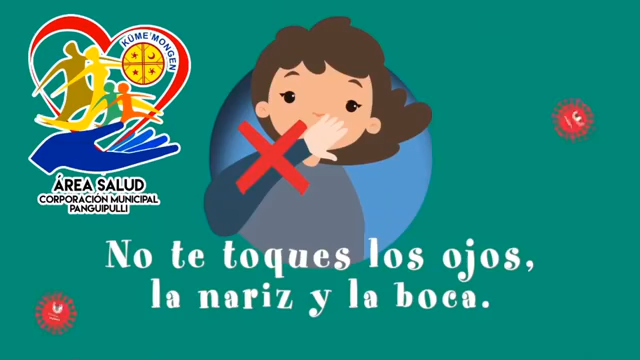 KÜME'MONGEN
ÁREA SALUD
CORPORACIÓN MUNICIPAL
PANGUIPULLI
No te toques los ojos,
la nariz y la boca.